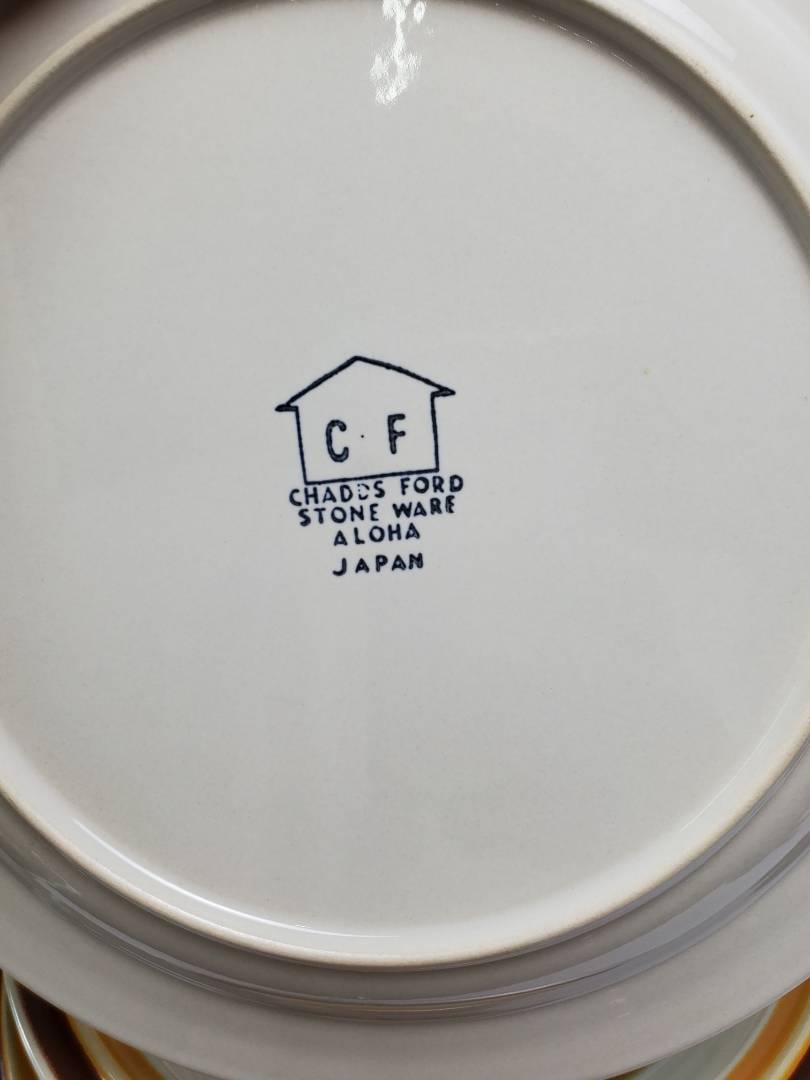 C · F
CHADDS FORD
STONE WARE
ALOHA
JAPAN